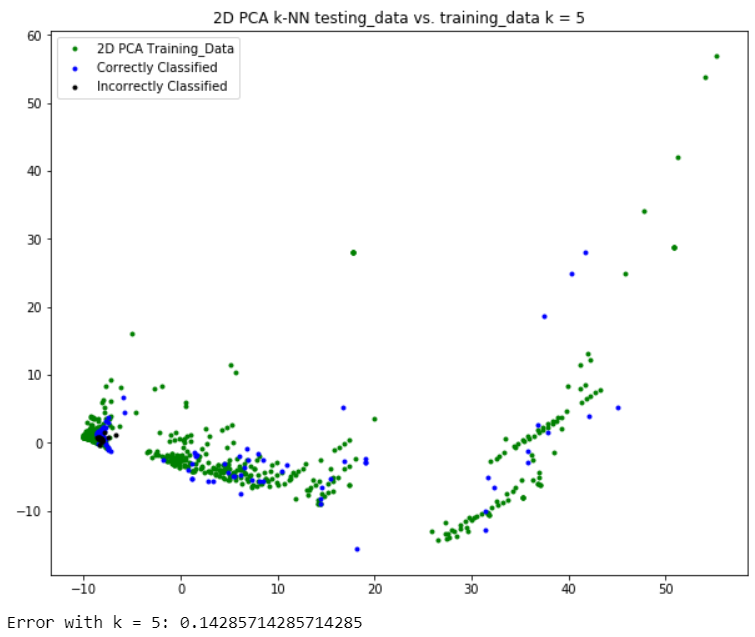 2D PCA k-NN testing_data vs. training_data k = 5
60
50
40
30
20
10
0
−10
2D PCA Training_Data
Correctly Classified
Incorrectly Classified
−10 0 10 20 30 40 50
Error with k = 5: 0.14285714285714285